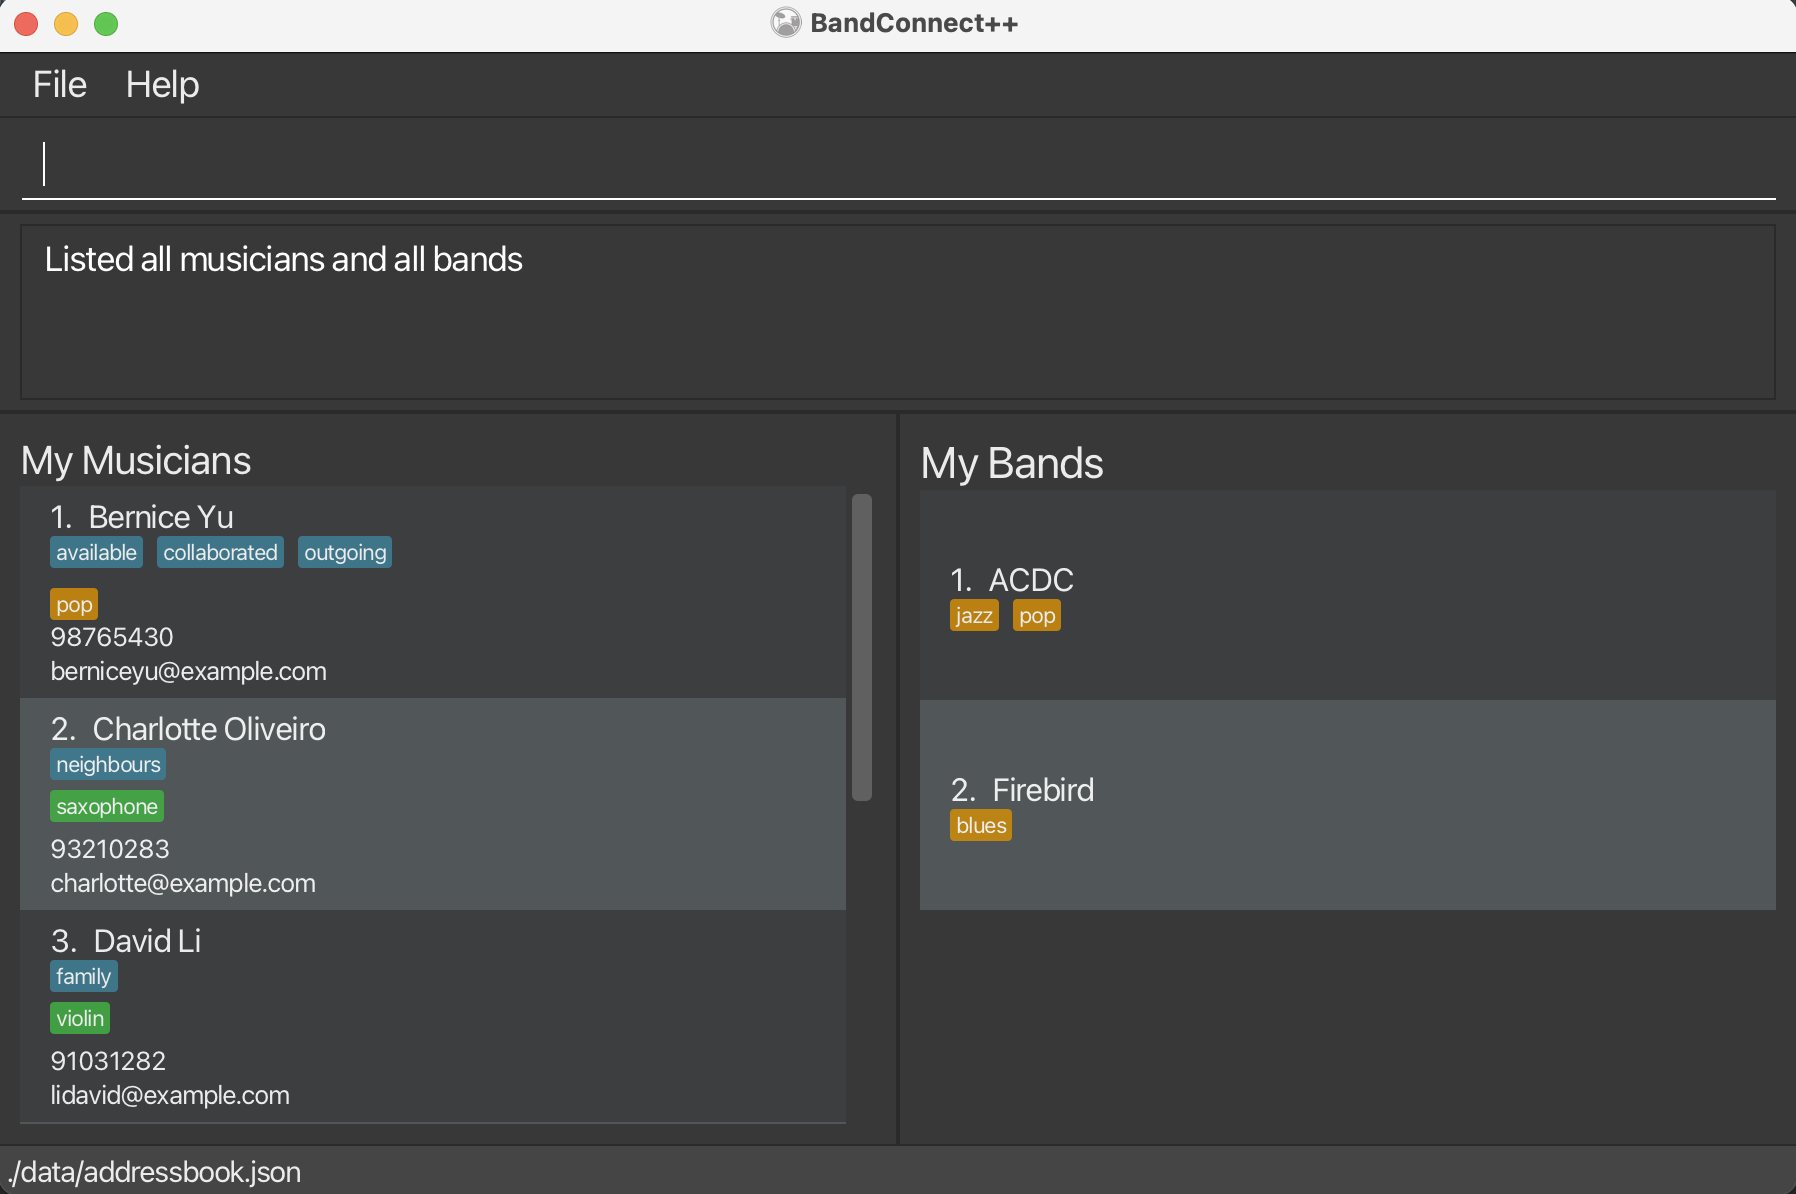 BandConnect++
File Help
Listed all musicians and all bands
My Musicians
1. Bernice Yu
available collaborated outgoing
pop
98765430
berniceyu@example.com
2. Charlotte Oliveiro
neighbours
saxophone
93210283
charlotte@example.com
3. David Li
family
violin
91031282
lidavid@example.com
My Bands
1. ACDC
jazz pop
2. Firebird
blues
./data/addressbook.json